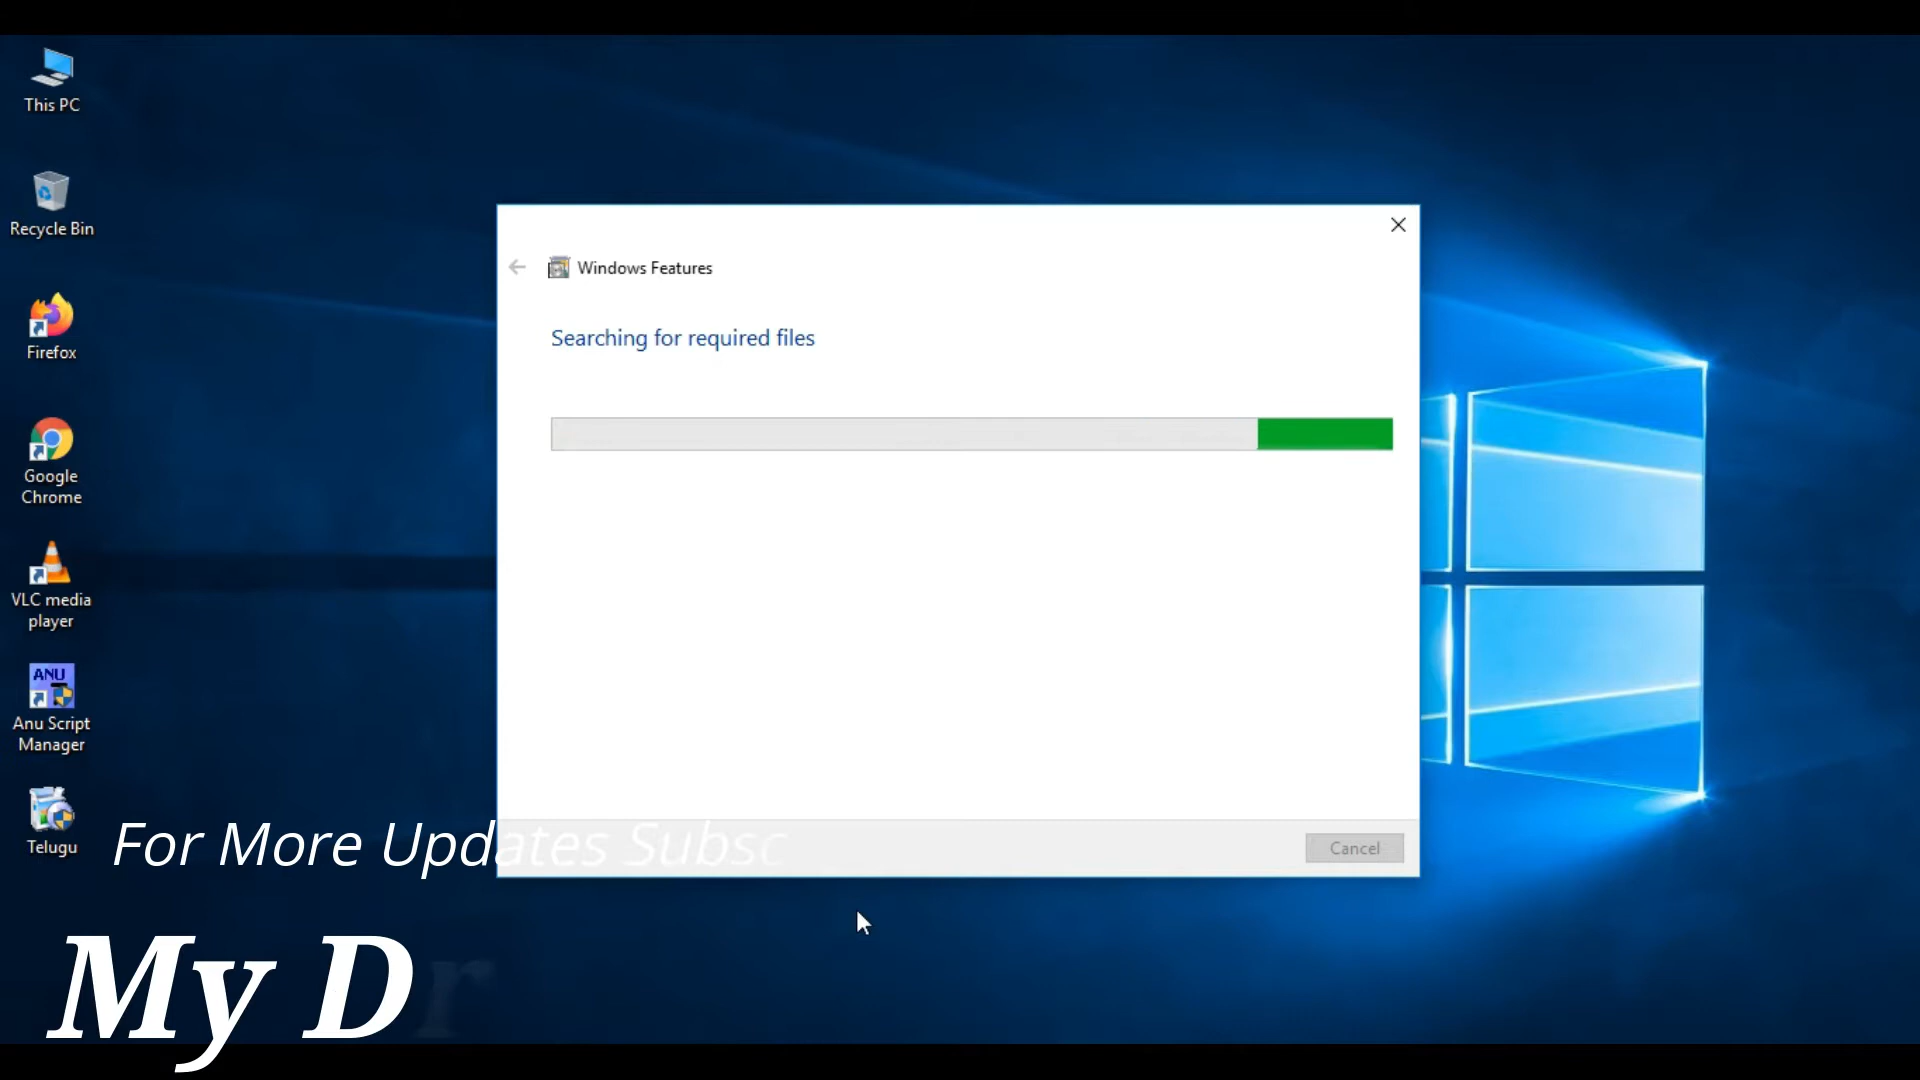 This PC
Recycle Bin
Firefox
Google
Chrome
VLC media
player
ANU
Anu Script
Manager
Telugu
Windows Features
Searching for required files
Cancel
For More Updates Subsc
My Dr